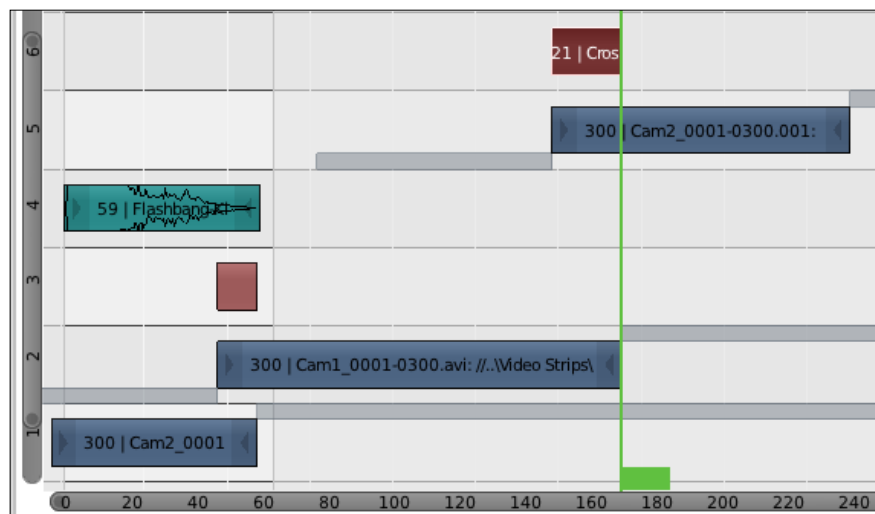 6
21 | Cros
5
300 | Cam2_0001-0300.001:
4
59 | Flashbang
3
2
300 | Cam1_0001-0300.avi: //..\Video Strips\
1
300 | Cam2_0001
0 20 40 60 80 100 120 140 160 180 200 220 240